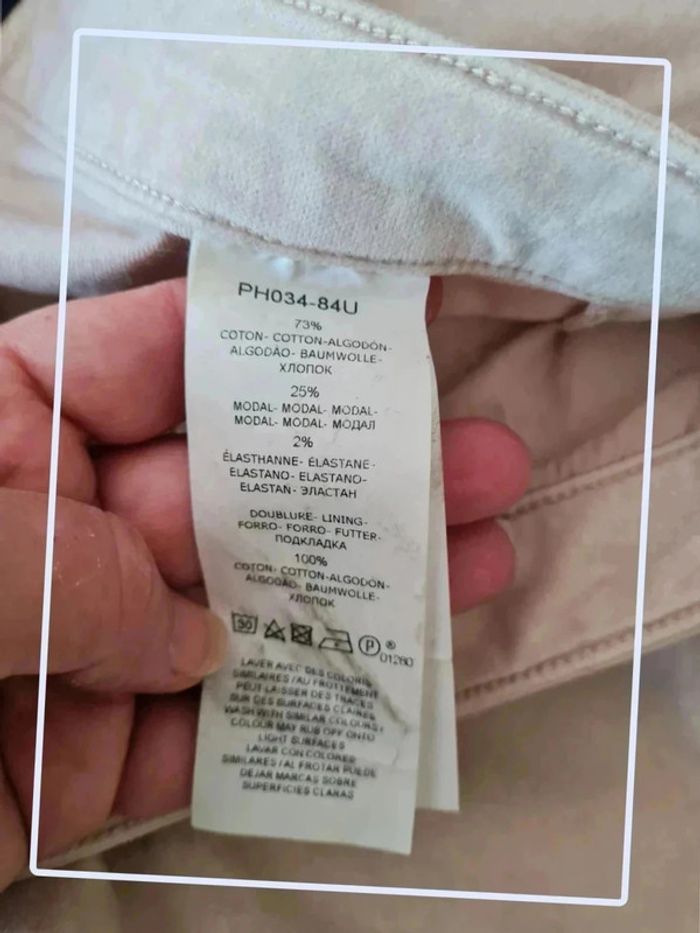 PH034-84U
73%
COTON- COTTON-ALGODÓN-
ALGODÃO- BAUMWOLLE-
ХЛОПОК
25%
MODAL- MODAL- MODAL-
MODAL- MODAL- МОДАЛ
2%
ÉLASTHANNE- ÉLASTANE-
ELASTANO- ELASTANO-
ELASTAN- ЭЛАСТАН
DOUBLURE- LINING-
FORRO- FORRO- FUTTER-
ПОДКЛАДКА
100%
COTON- COTTON-ALGODÓN-
ALGODÃO- BAUMWOLLE-
ХЛОПОК
30 P ®
01280
LAVER AVEC DES COLORIS
SIMILAIRES /AU FROTTEMENT
PEUT LAISSER DES TRACES
SUR DES SURFACES CLAIRES
WASH WITH SIMILAR COLOURS/
COLOUR MAY RUB OFF ONTO
LIGHT SURFACES
LAVAR CON COLORER
SIMILARES / AL FROTAR PUEDE
DEJAR MARCAS SOBRE
SUPERFICIES CLARAS